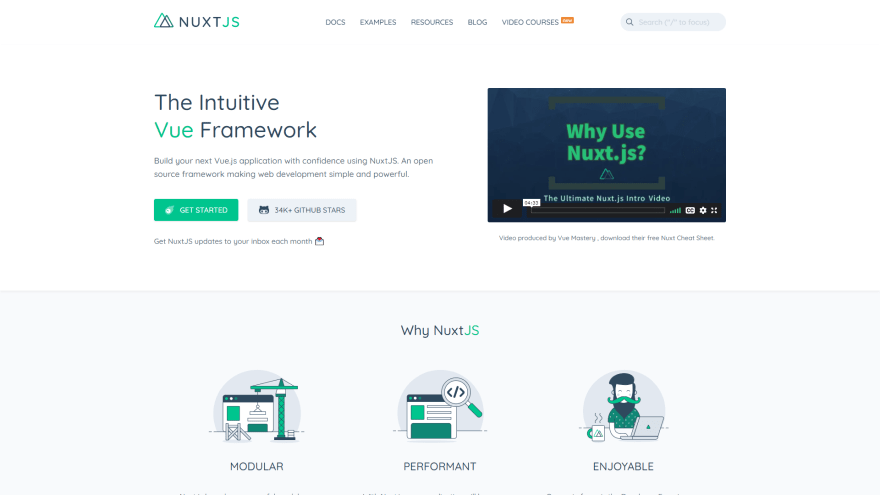 NUXTJS
DOCS EXAMPLES RESOURCES BLOG VIDEO COURSES new
Search ("/" to focus)
The Intuitive
Vue Framework
Build your next Vue.js application with confidence using NuxtJS. An open
source framework making web development simple and powerful.
GET STARTED
34K+ GITHUB STARS
Get NuxtJS updates to your inbox each month
Why Use
Nuxt.js?
The Ultimate Nuxt.js Intro Video
04:33
CC
Video produced by Vue Mastery , download their free Nuxt Cheat Sheet.
Why NuxtJS
MODULAR
PERFORMANT
ENJOYABLE